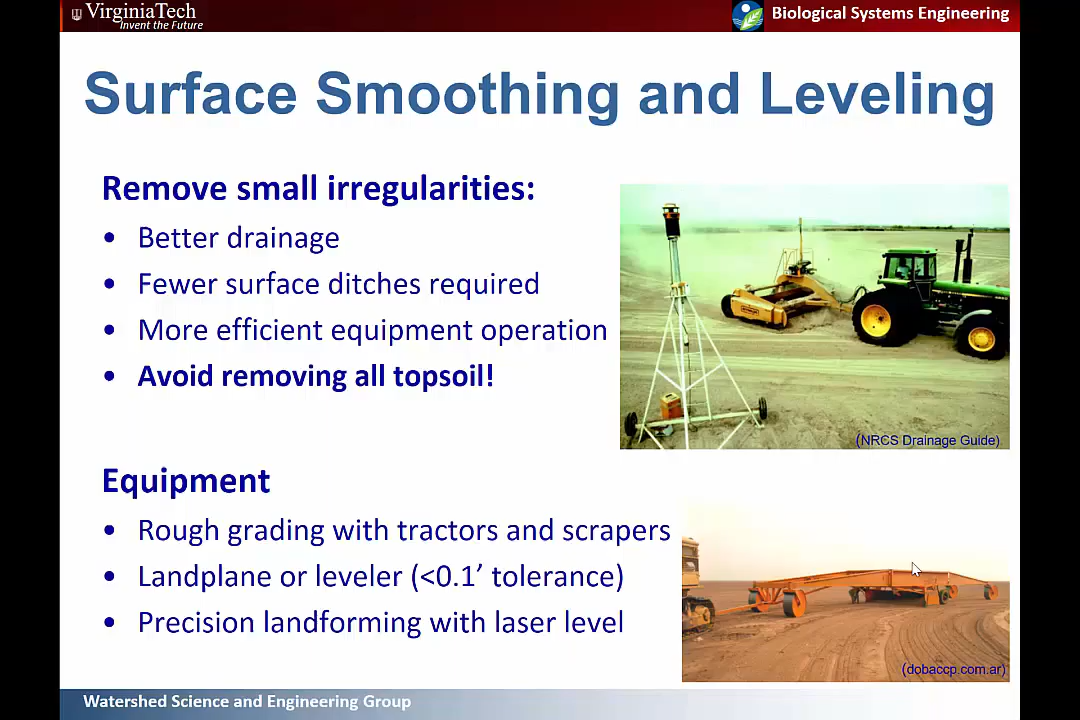 VirginiaTech
Invent the Future
Biological Systems Engineering
Surface Smoothing and Leveling
Remove small irregularities:
• Better drainage
• Fewer surface ditches required
• More efficient equipment operation
• Avoid removing all topsoil!
(NRCS Drainage Guide)
Equipment
• Rough grading with tractors and scrapers
• Landplane or leveler (<0.1’ tolerance)
• Precision landforming with laser level
(dobaccp.com.ar)
Watershed Science and Engineering Group